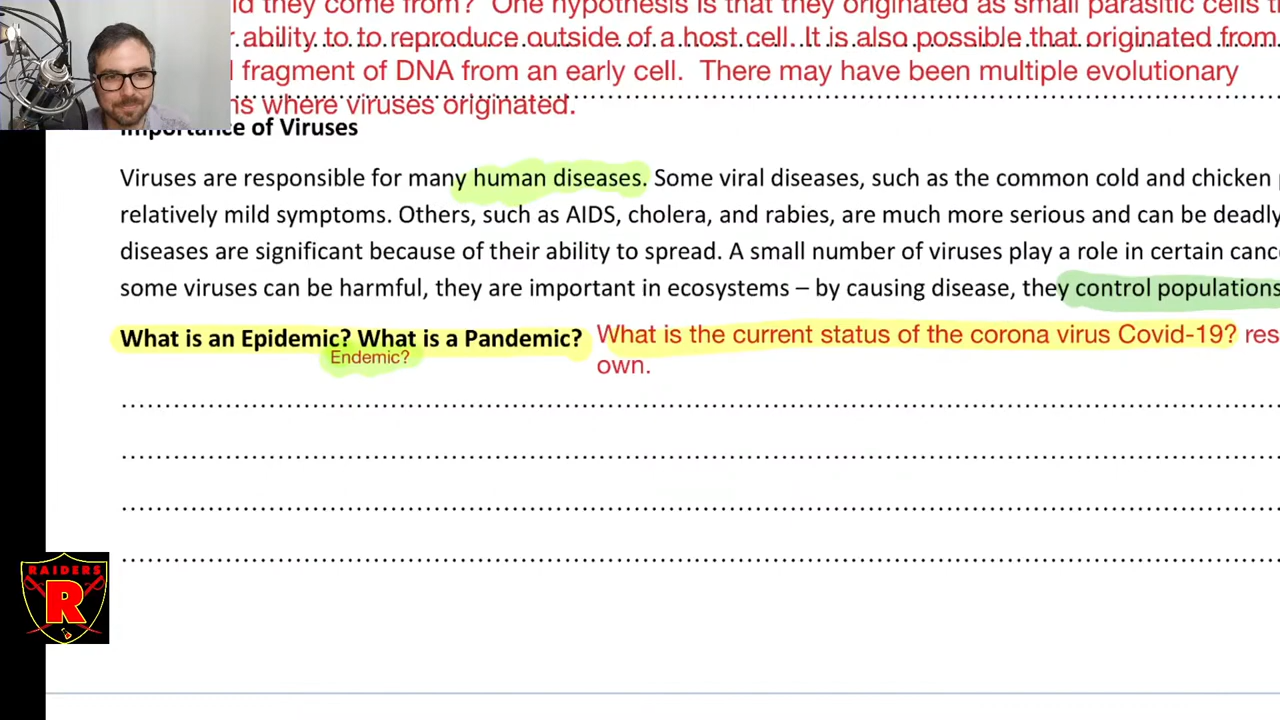 ld they come from? One hypothesis is that they originated as small parasitic cells
ability to to reproduce outside of a host cell. It is also possible that originated from
fragment of DNA from an early cell. There may have been multiple evolutionary
ns where viruses originated.
Importance of Viruses
Viruses are responsible for many human diseases. Some viral diseases, such as the common cold and chicken
relatively mild symptoms. Others, such as AIDS, cholera, and rabies, are much more serious and can be deadly
diseases are significant because of their ability to spread. A small number of viruses play a role in certain canc
some viruses can be harmful, they are important in ecosystems – by causing disease, they control populations
What is an Epidemic? What is a Pandemic? What is the current status of the corona virus Covid-19? res
Endemic?
own.
RAIDERS
R